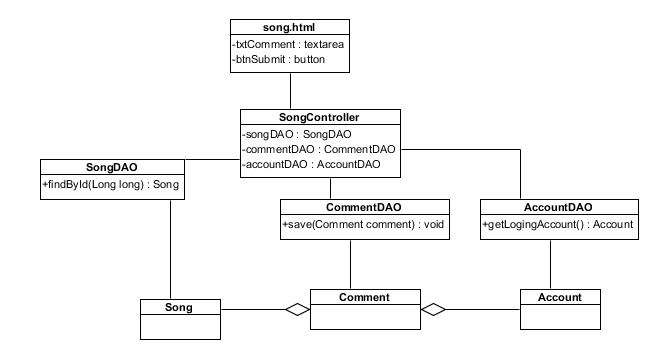 song.html
-txtComment : textarea
-btnSubmit : button
SongController
-songDAO : SongDAO
-commentDAO : CommentDAO
-accountDAO : AccountDAO
SongDAO
+findById(Long long) : Song
CommentDAO
+save(Comment comment) : void
AccountDAO
+getLogingAccount() : Account
Song
Comment
Account